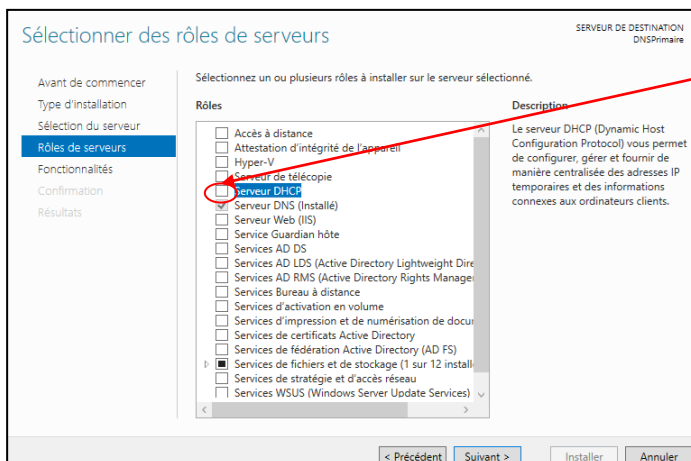 Sélectionner des rôles de serveurs
SERVEUR DE DESTINATION
DNSPrimaire
Avant de commencer
Type d'installation
Sélection du serveur
Rôles de serveurs
Fonctionnalités
Confirmation
Résultats
Sélectionnez un ou plusieurs rôles à installer sur le serveur sélectionné.
Rôles
Accès à distance
Attestation d'intégrité de l'appareil
Hyper-V
Serveur de télécopie
Serveur DHCP
Serveur DNS (Installé)
Serveur Web (IIS)
Service Guardian hôte
Services AD DS
Services AD LDS (Active Directory Lightweight Dire
Services AD RMS (Active Directory Rights Manager
Services Bureau à distance
Services d'activation en volume
Services d'impression et de numérisation de docu
Services de certificats Active Directory
Services de fédération Active Directory (AD FS)
Services de fichiers et de stockage (1 sur 12 install
Services de stratégie et d'accès réseau
Services WSUS (Windows Server Update Services)
Description
Le serveur DHCP (Dynamic Host
Configuration Protocol) vous permet
de configurer, gérer et fournir de
manière centralisée des adresses IP
temporaires et des informations
connexes aux ordinateurs clients.
< Précédent
Suivant >
Installer
Annuler